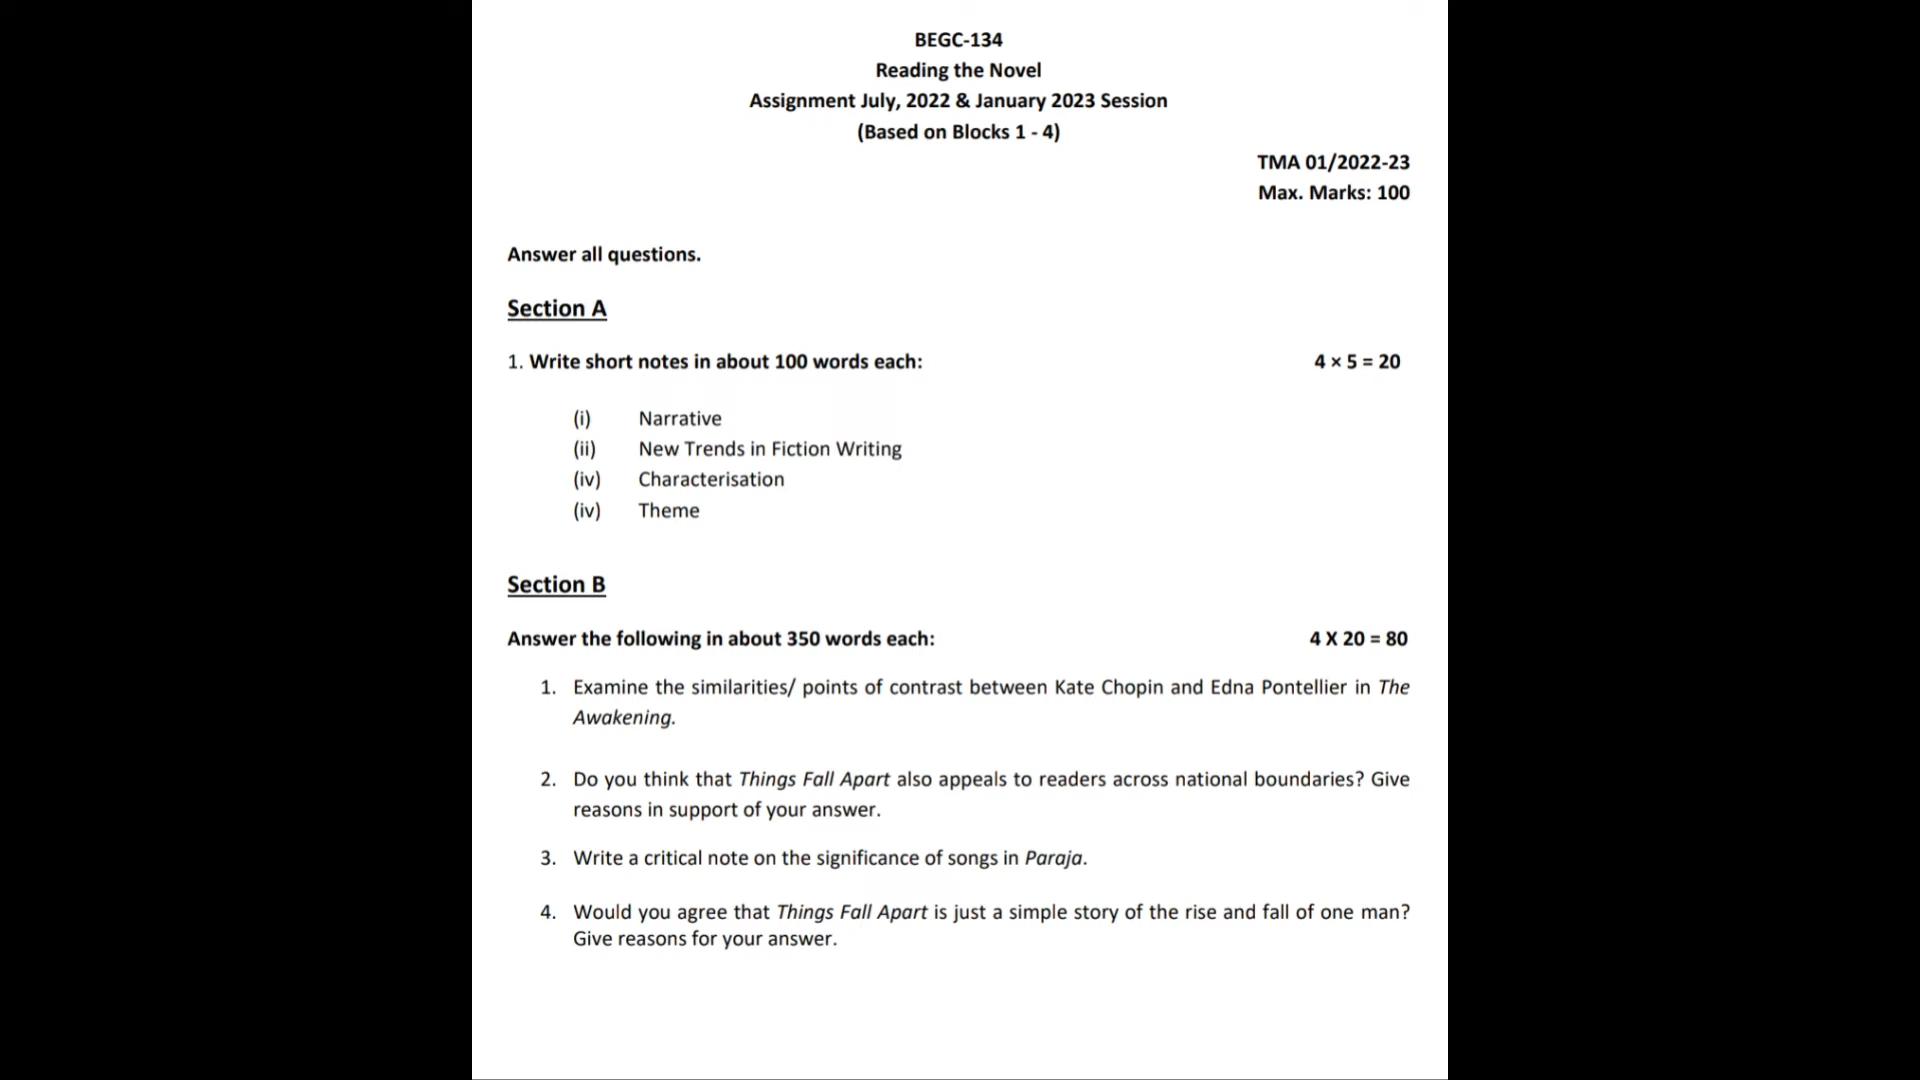 BEGC-134
Reading the Novel
Assignment July, 2022 & January 2023 Session
(Based on Blocks 1 - 4)
TMA 01/2022-23
Max. Marks: 100
Answer all questions.
Section A
1. Write short notes in about 100 words each: 4 × 5 = 20
(i) Narrative
(ii) New Trends in Fiction Writing
(iv) Characterisation
(iv) Theme
Section B
Answer the following in about 350 words each: 4 X 20 = 80
1. Examine the similarities/ points of contrast between Kate Chopin and Edna Pontellier in The
Awakening.
2. Do you think that Things Fall Apart also appeals to readers across national boundaries? Give
reasons in support of your answer.
3. Write a critical note on the significance of songs in Paraja.
4. Would you agree that Things Fall Apart is just a simple story of the rise and fall of one man?
Give reasons for your answer.